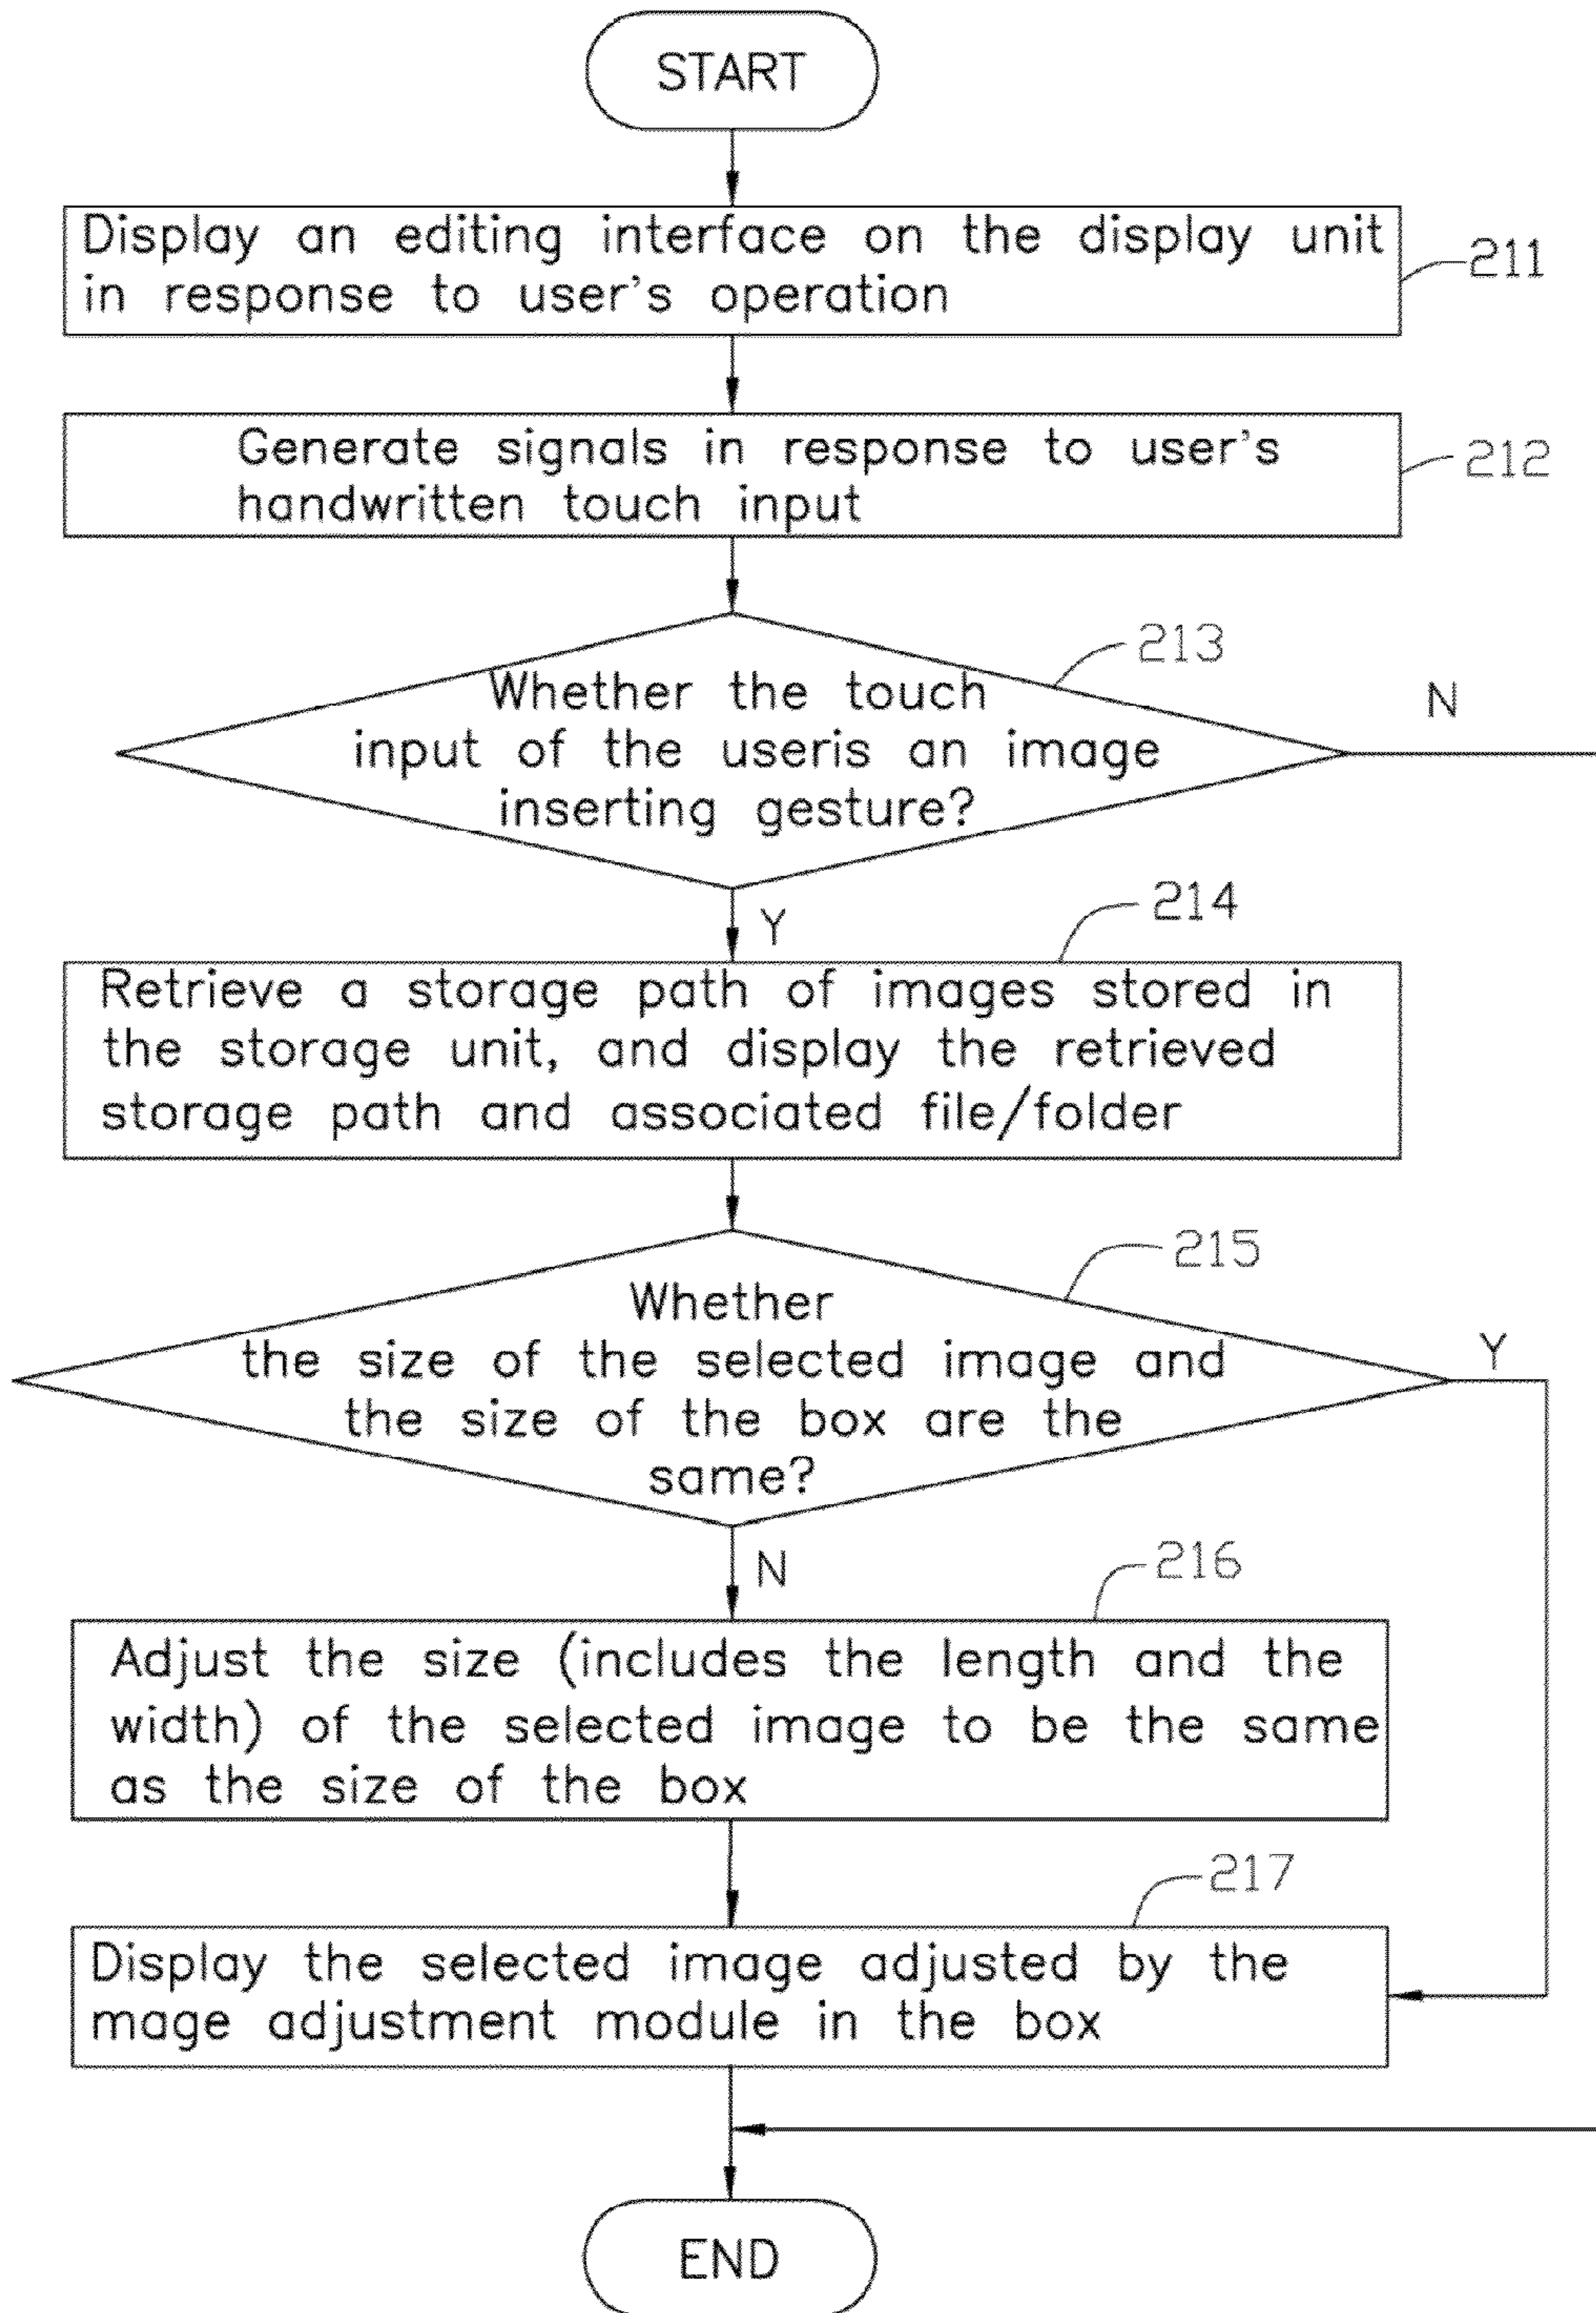 START
Display an editing interface on the display unit
in response to user's operation
211
Generate signals in response to user's
handwritten touch input
212
213
Whether the touch
input of the useris an image
inserting gesture?
N
Y
214
Retrieve a storage path of images stored in
the storage unit, and display the retrieved
storage path and associated file/folder
215
Whether
the size of the selected image and
the size of the box are the
same?
Y
N
216
Adjust the size (includes the length and the
width) of the selected image to be the same
as the size of the box
217
Display the selected image adjusted by the
mage adjustment module in the box
END